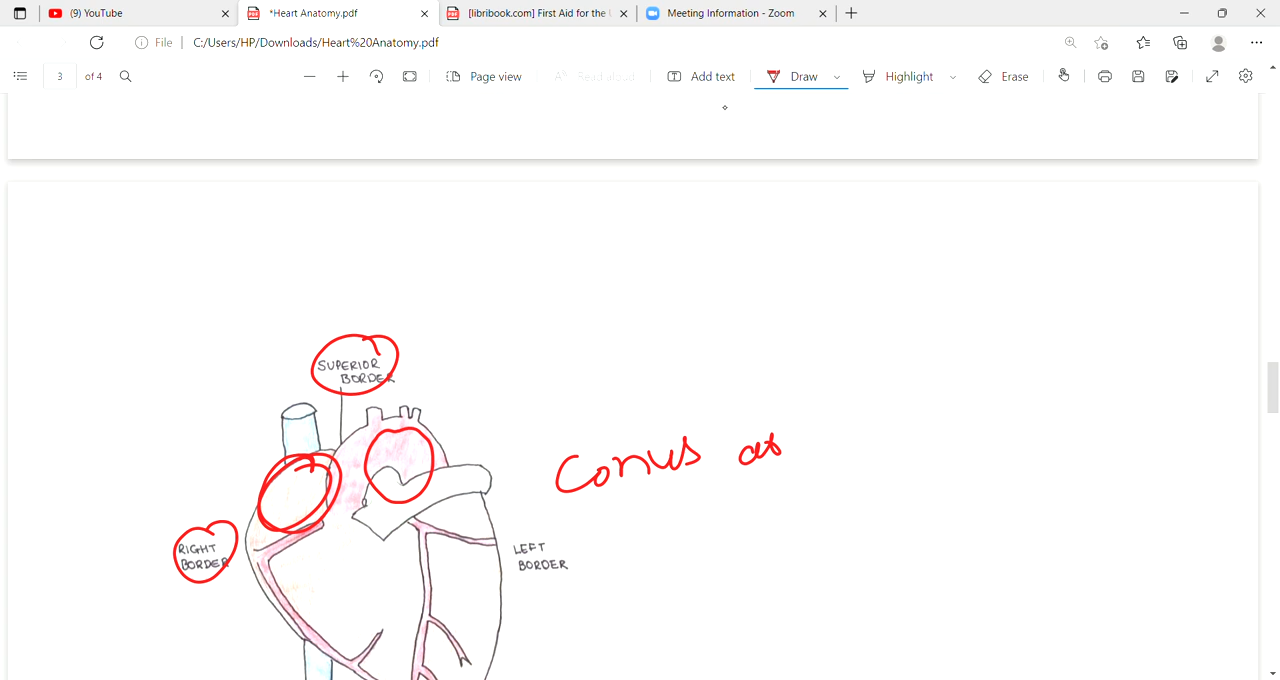 (9) YouTube
*Heart Anatomy.pdf
[libribook.com] First Aid for the
Meeting Information - Zoom
File
C:/Users/HP/Downloads/Heart%20Anatomy.pdf
3 of 4
Page view
Read aloud
Add text
Draw
Highlight
Erase
SUPERIOR
BORDER
Conus at
RIGHT
BORDER
LEFT
BORDER